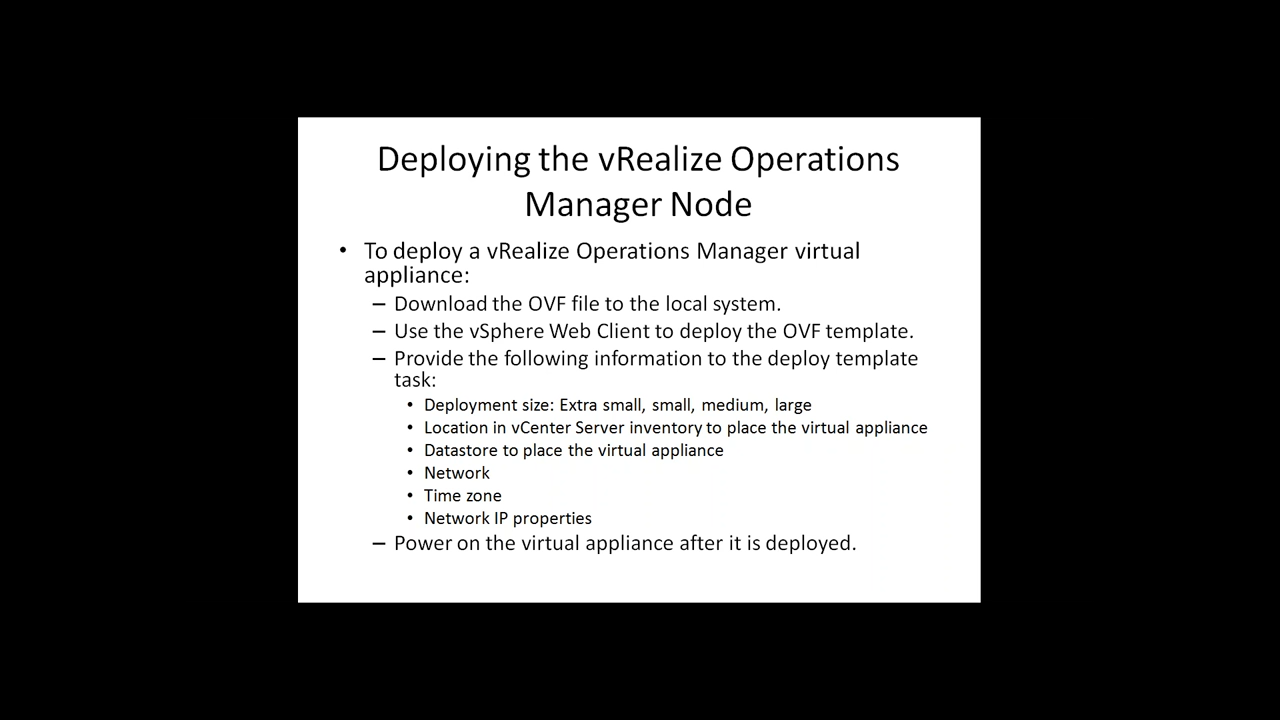 Deploying the vRealize Operations
Manager Node
• To deploy a vRealize Operations Manager virtual
appliance:
– Download the OVF file to the local system.
– Use the vSphere Web Client to deploy the OVF template.
– Provide the following information to the deploy template
task:
• Deployment size: Extra small, small, medium, large
• Location in vCenter Server inventory to place the virtual appliance
• Datastore to place the virtual appliance
• Network
• Time zone
• Network IP properties
– Power on the virtual appliance after it is deployed.